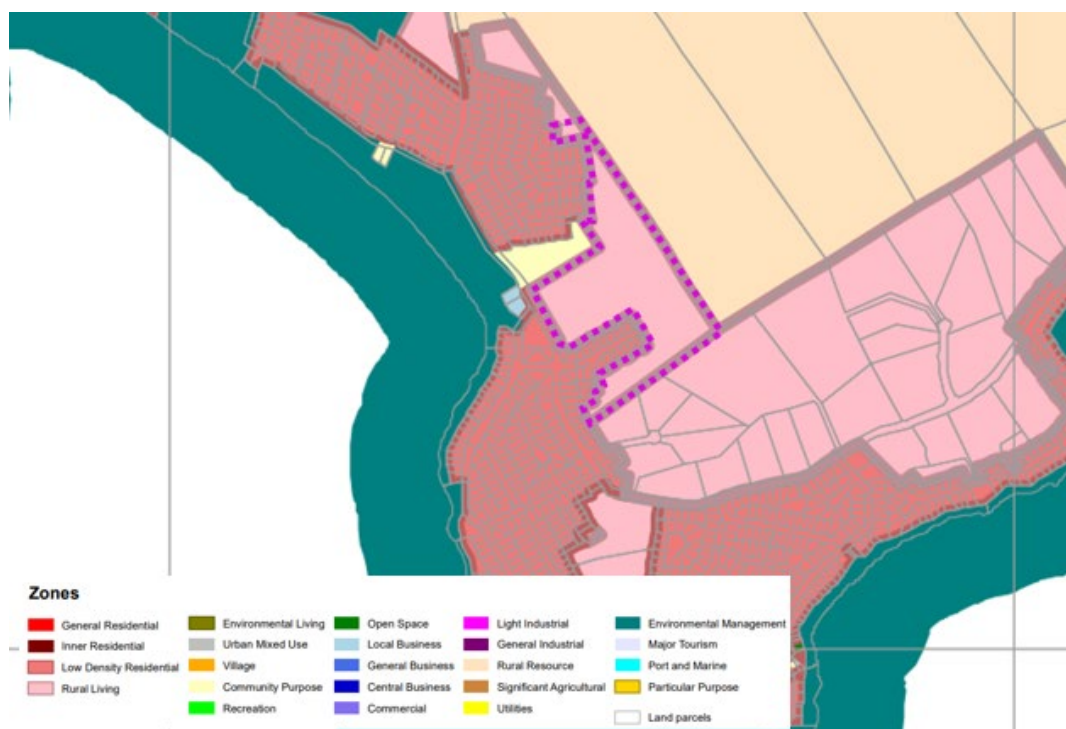 Zones
General Residential
Inner Residential
Low Density Residential
Rural Living
Environmental Living
Urban Mixed Use
Village
Community Purpose
Recreation
Open Space
Local Business
General Business
Central Business
Commercial
Light Industrial
General Industrial
Rural Resource
Significant Agricultural
Utilities
Environmental Management
Major Tourism
Port and Marine
Particular Purpose
Land parcels